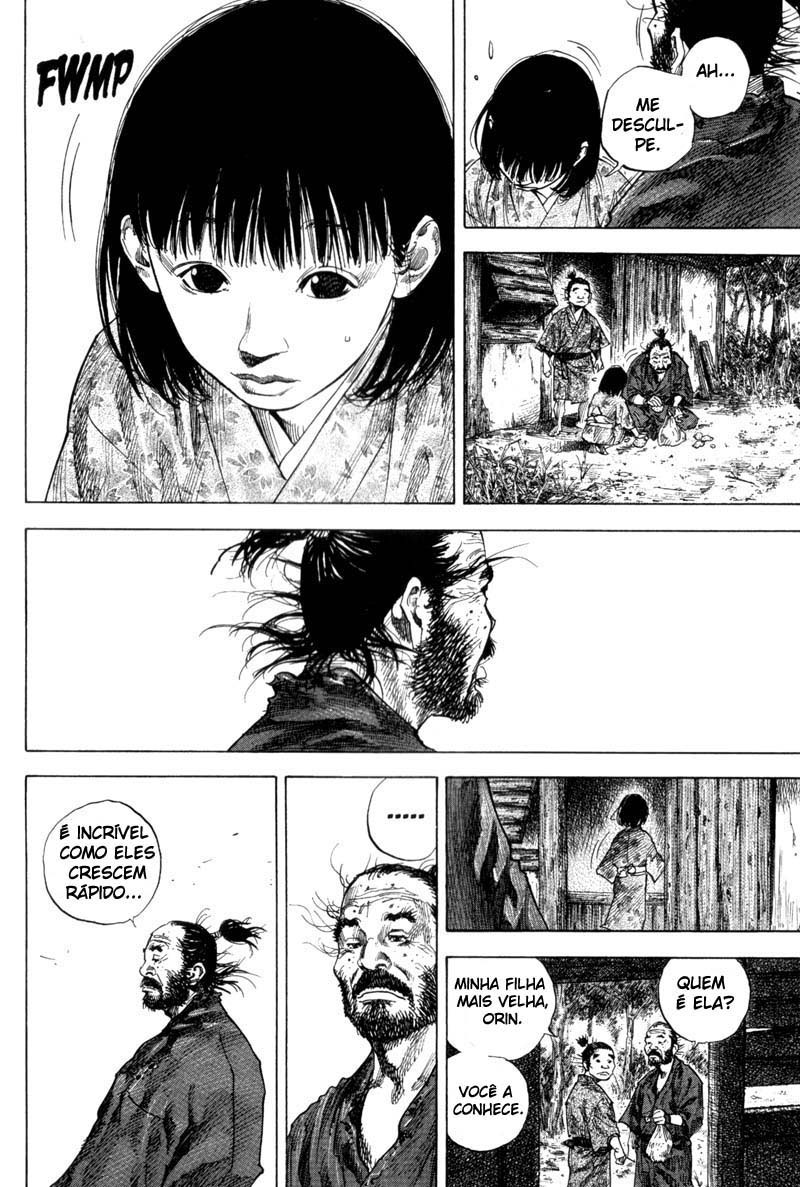 AH...
ME
DESCUL-
PE.
FWMP
QUEM
É ELA?
MINHA FILHA
MAIS VELHA,
ORIN.
VOCÊ A
CONHECE.
.....
É INCRÍVEL
COMO ELES
CRESCEM
RÁPIDO...